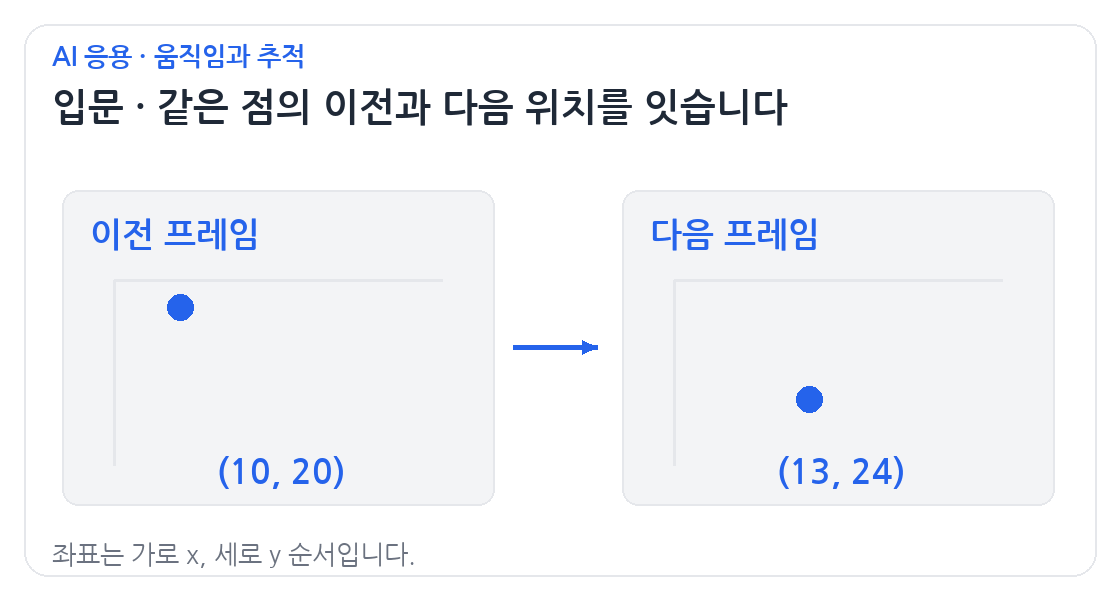 AI 응용 · 움직임과 추적
입문 · 같은 점의 이전과 다음 위치를 잇습니다
이전 프레임
(10, 20)
다음 프레임
(13, 24)
좌표는 가로 x, 세로 y 순서입니다.